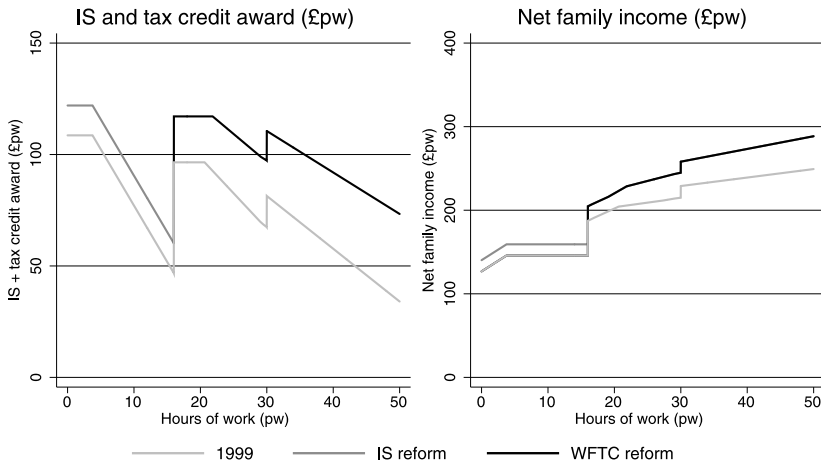 IS and tax credit award (£pw)
IS + tax credit award (£pw)
150
100
50
0
0 10 20 30 40 50
Hours of work (pw)
Net family income (£pw)
Net family income (£pw)
400
300
200
100
0
0 10 20 30 40 50
Hours of work (pw)
1999 IS reform WFTC reform